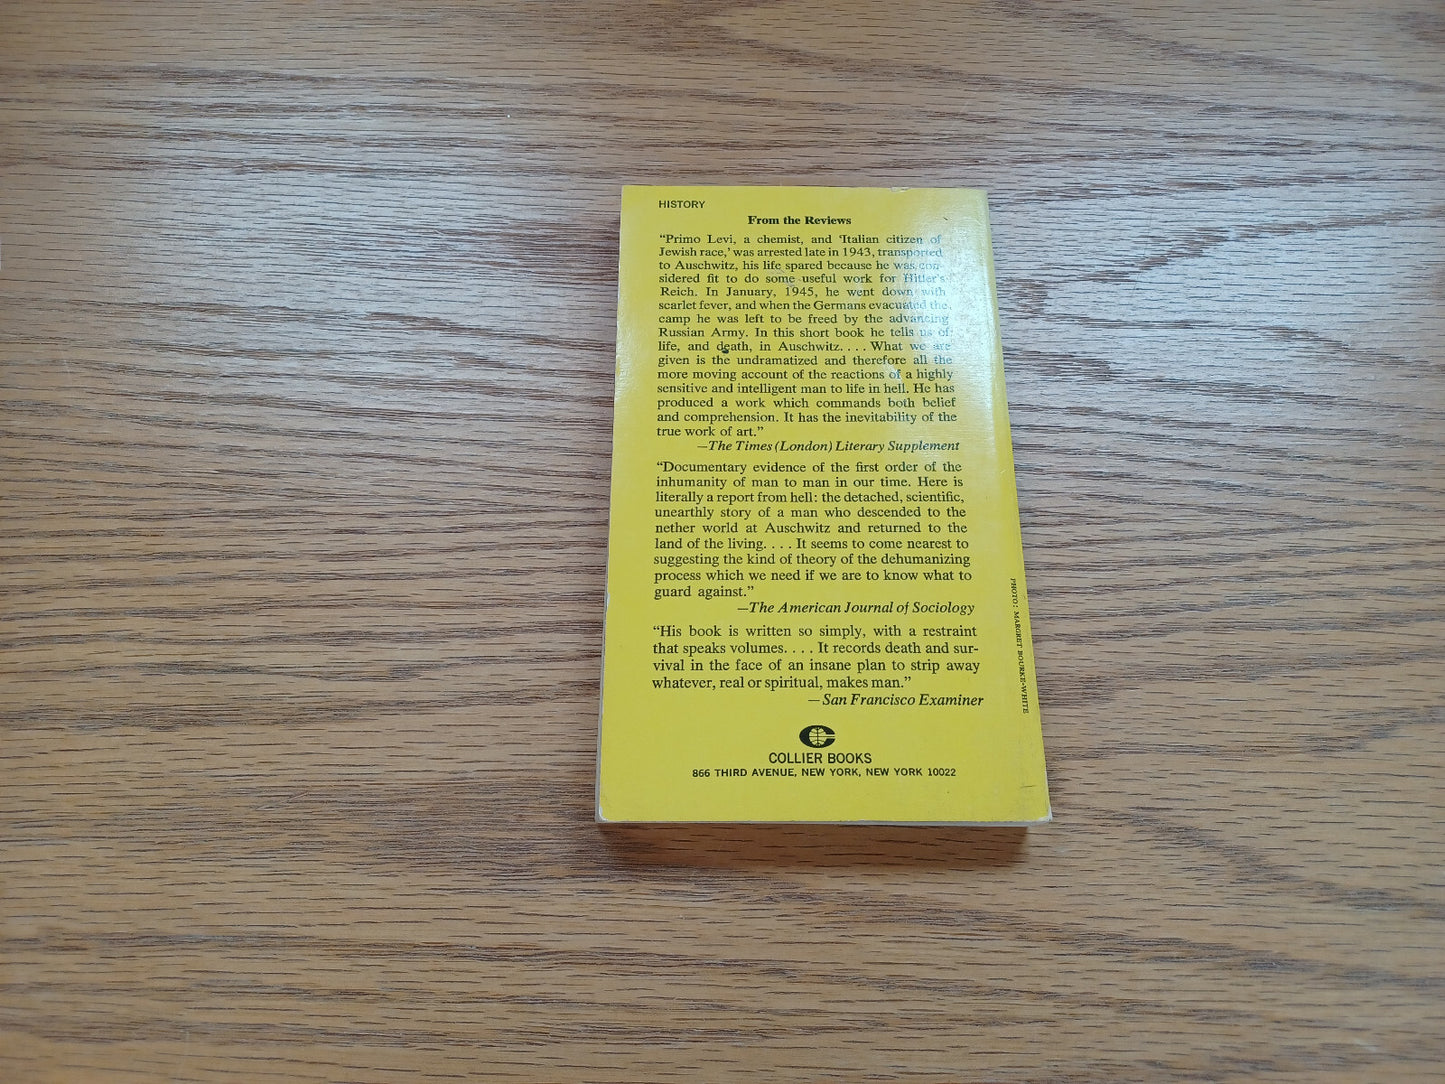 HISTORY
From the Reviews
“Primo Levi, a chemist, and ‘Italian citizen of
Jewish race,’ was arrested late in 1943, transported
to Auschwitz, his life spared because he was con-
sidered fit to do some useful work for Hitler’s
Reich. In January, 1945, he went down with
scarlet fever, and when the Germans evacuated the
camp he was left to be freed by the advancing
Russian Army. In this short book he tells us of
life, and death, in Auschwitz. . . . What we are
given is the undramatized and therefore all the
more moving account of the reactions of a highly
sensitive and intelligent man to life in hell. He has
produced a work which commands both belief
and comprehension. It has the inevitability of the
true work of art.”
—The Times (London) Literary Supplement
“Documentary evidence of the first order of the
inhumanity of man to man in our time. Here is
literally a report from hell: the detached, scientific,
unearthly story of a man who descended to the
nether world at Auschwitz and returned to the
land of the living. . . . It seems to come nearest to
suggesting the kind of theory of the dehumanizing
process which we need if we are to know what to
guard against.”
—The American Journal of Sociology
“His book is written so simply, with a restraint
that speaks volumes. . . . It records death and sur-
vival in the face of an insane plan to strip away
whatever, real or spiritual, makes man.”
—San Francisco Examiner
COLLIER BOOKS
866 THIRD AVENUE, NEW YORK, NEW YORK 10022
PHOTO: MARGRET BOURKE-WHITE